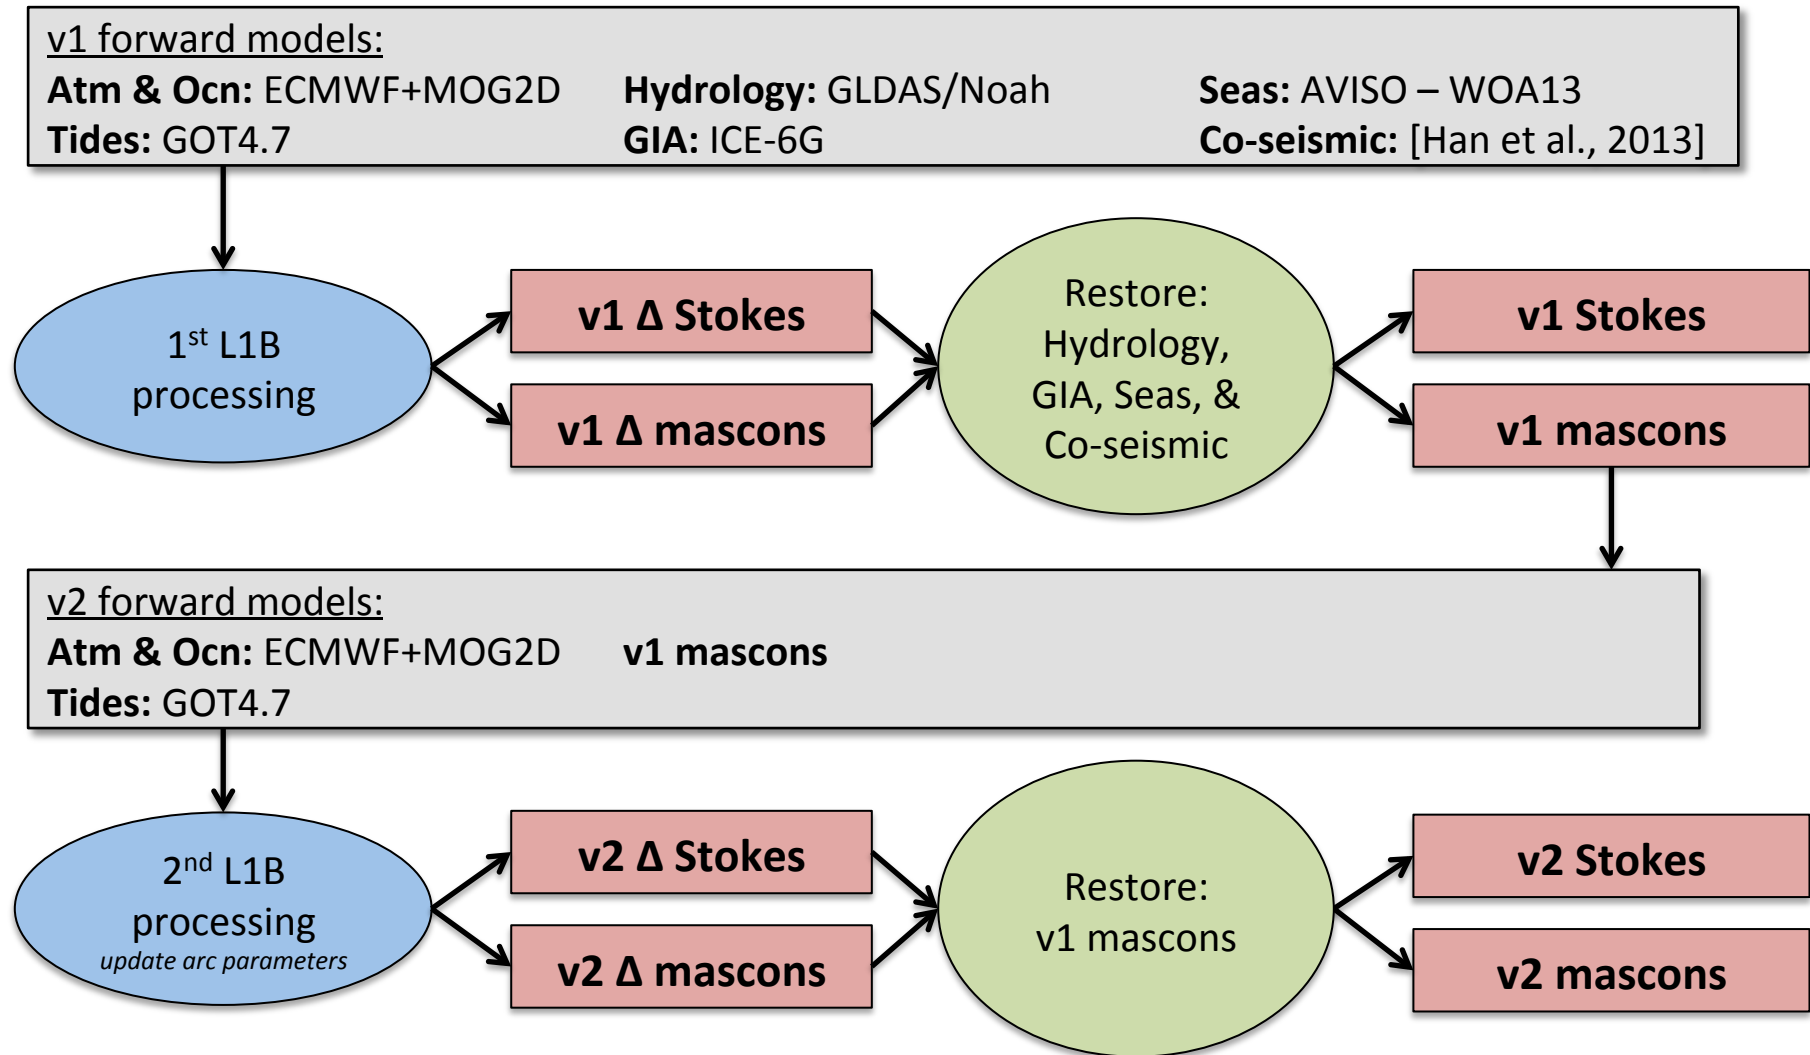 v1 forward models:
Atm & Ocn: ECMWF+MOG2D Hydrology: GLDAS/Noah Seas: AVISO – WOA13
Tides: GOT4.7 GIA: ICE-6G Co-seismic: [Han et al., 2013]
1st L1B
processing
v1 Δ Stokes
v1 Δ mascons
Restore:
Hydrology,
GIA, Seas, &
Co-seismic
v1 Stokes
v1 mascons
v2 forward models:
Atm & Ocn: ECMWF+MOG2D v1 mascons
Tides: GOT4.7
2nd L1B
processing
update arc parameters
v2 Δ Stokes
v2 Δ mascons
Restore:
v1 mascons
v2 Stokes
v2 mascons